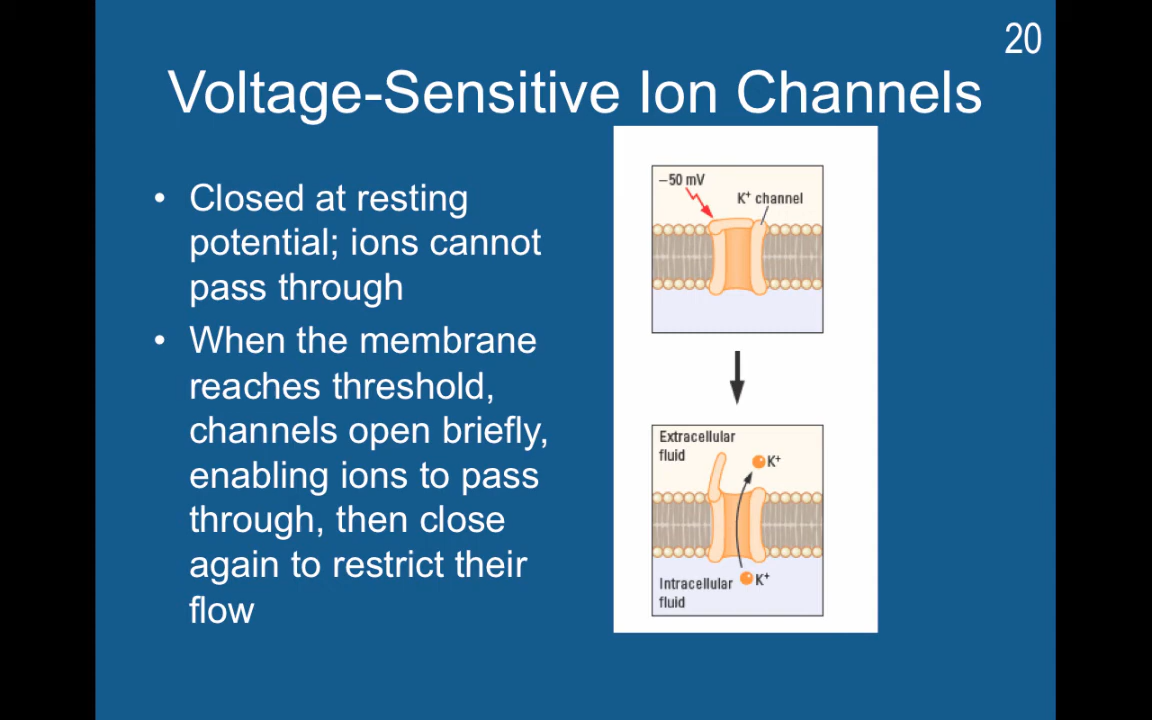 20
Voltage-Sensitive Ion Channels
• Closed at resting
potential; ions cannot
pass through
• When the membrane
reaches threshold,
channels open briefly,
enabling ions to pass
through, then close
again to restrict their
flow
–50 mV
K⁺ channel
Extracellular
fluid
K⁺
Intracellular
fluid
K⁺